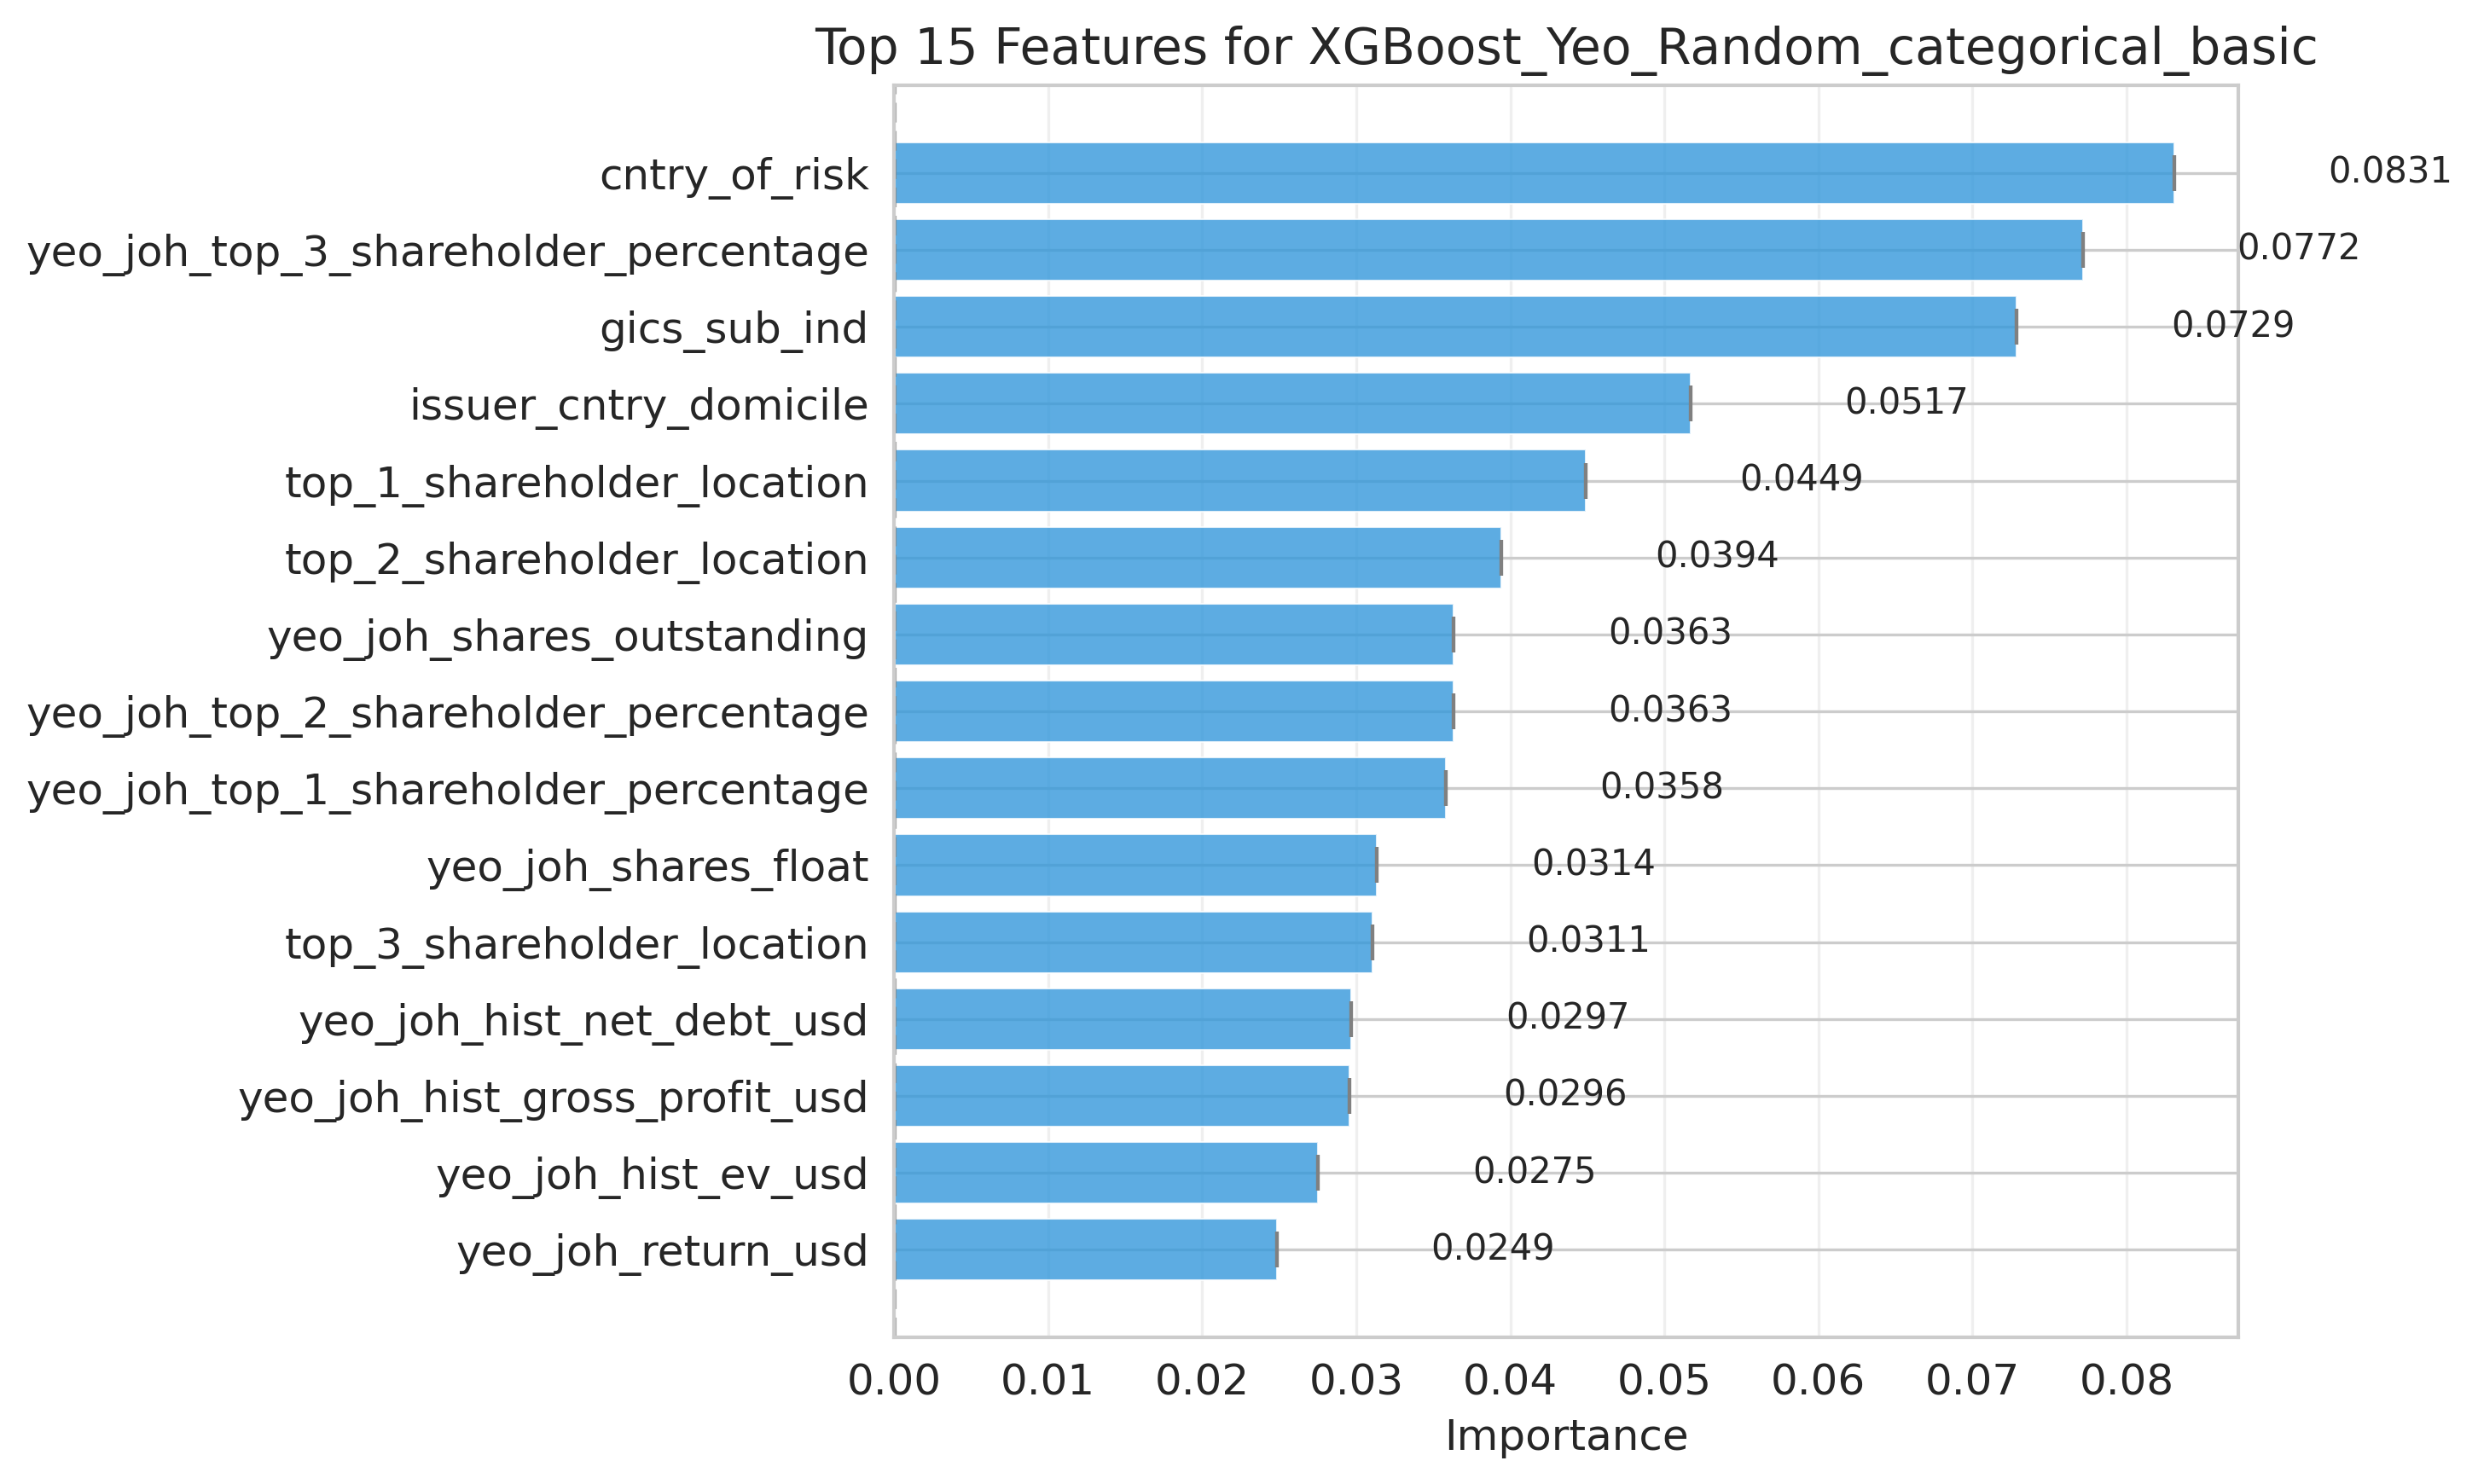 Top 15 Features for XGBoost_Yeo_Random_categorical_basic
cntry_of_risk 0.0831
yeo_joh_top_3_shareholder_percentage 0.0772
gics_sub_ind 0.0729
issuer_cntry_domicile 0.0517
top_1_shareholder_location 0.0449
top_2_shareholder_location 0.0394
yeo_joh_shares_outstanding 0.0363
yeo_joh_top_2_shareholder_percentage 0.0363
yeo_joh_top_1_shareholder_percentage 0.0358
yeo_joh_shares_float 0.0314
top_3_shareholder_location 0.0311
yeo_joh_hist_net_debt_usd 0.0297
yeo_joh_hist_gross_profit_usd 0.0296
yeo_joh_hist_ev_usd 0.0275
yeo_joh_return_usd 0.0249
0.00 0.01 0.02 0.03 0.04 0.05 0.06 0.07 0.08
Importance